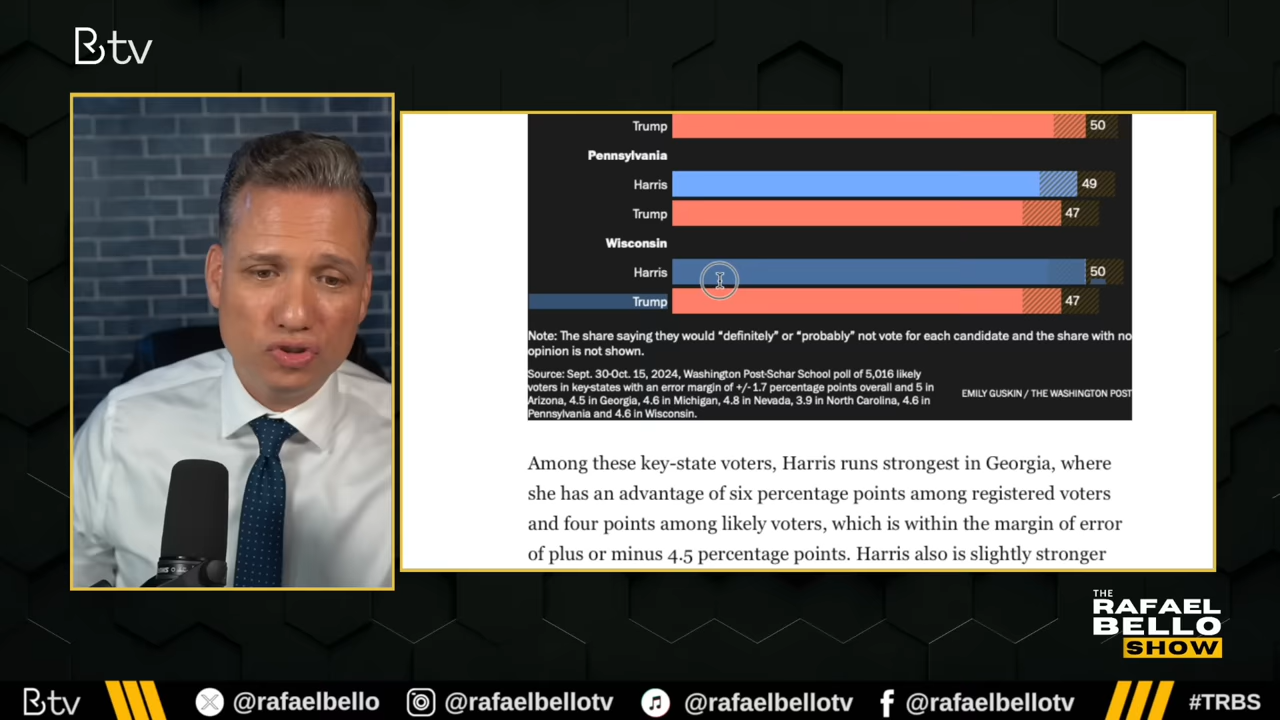 Btv
Trump 50
Pennsylvania
Harris 49
Trump 47
Wisconsin
Harris 50
Trump 47
Note: The share saying they would “definitely” or “probably” not vote for each candidate and the share with no
opinion is not shown.
Source: Sept. 30-Oct. 15, 2024, Washington Post-Schar School poll of 5,016 likely
voters in key-states with an error margin of +/- 1.7 percentage points overall and 5 in
Arizona, 4.5 in Georgia, 4.6 in Michigan, 4.8 in Nevada, 3.9 in North Carolina, 4.6 in
Pennsylvania and 4.6 in Wisconsin.
EMILY GUSKIN / THE WASHINGTON POST
Among these key-state voters, Harris runs strongest in Georgia, where
she has an advantage of six percentage points among registered voters
and four points among likely voters, which is within the margin of error
of plus or minus 4.5 percentage points. Harris also is slightly stronger
THE
RAFAEL
BELLO
SHOW
Btv @rafaelbello @rafaelbellotv @rafaelbellotv @rafaelbellotv #TRBS